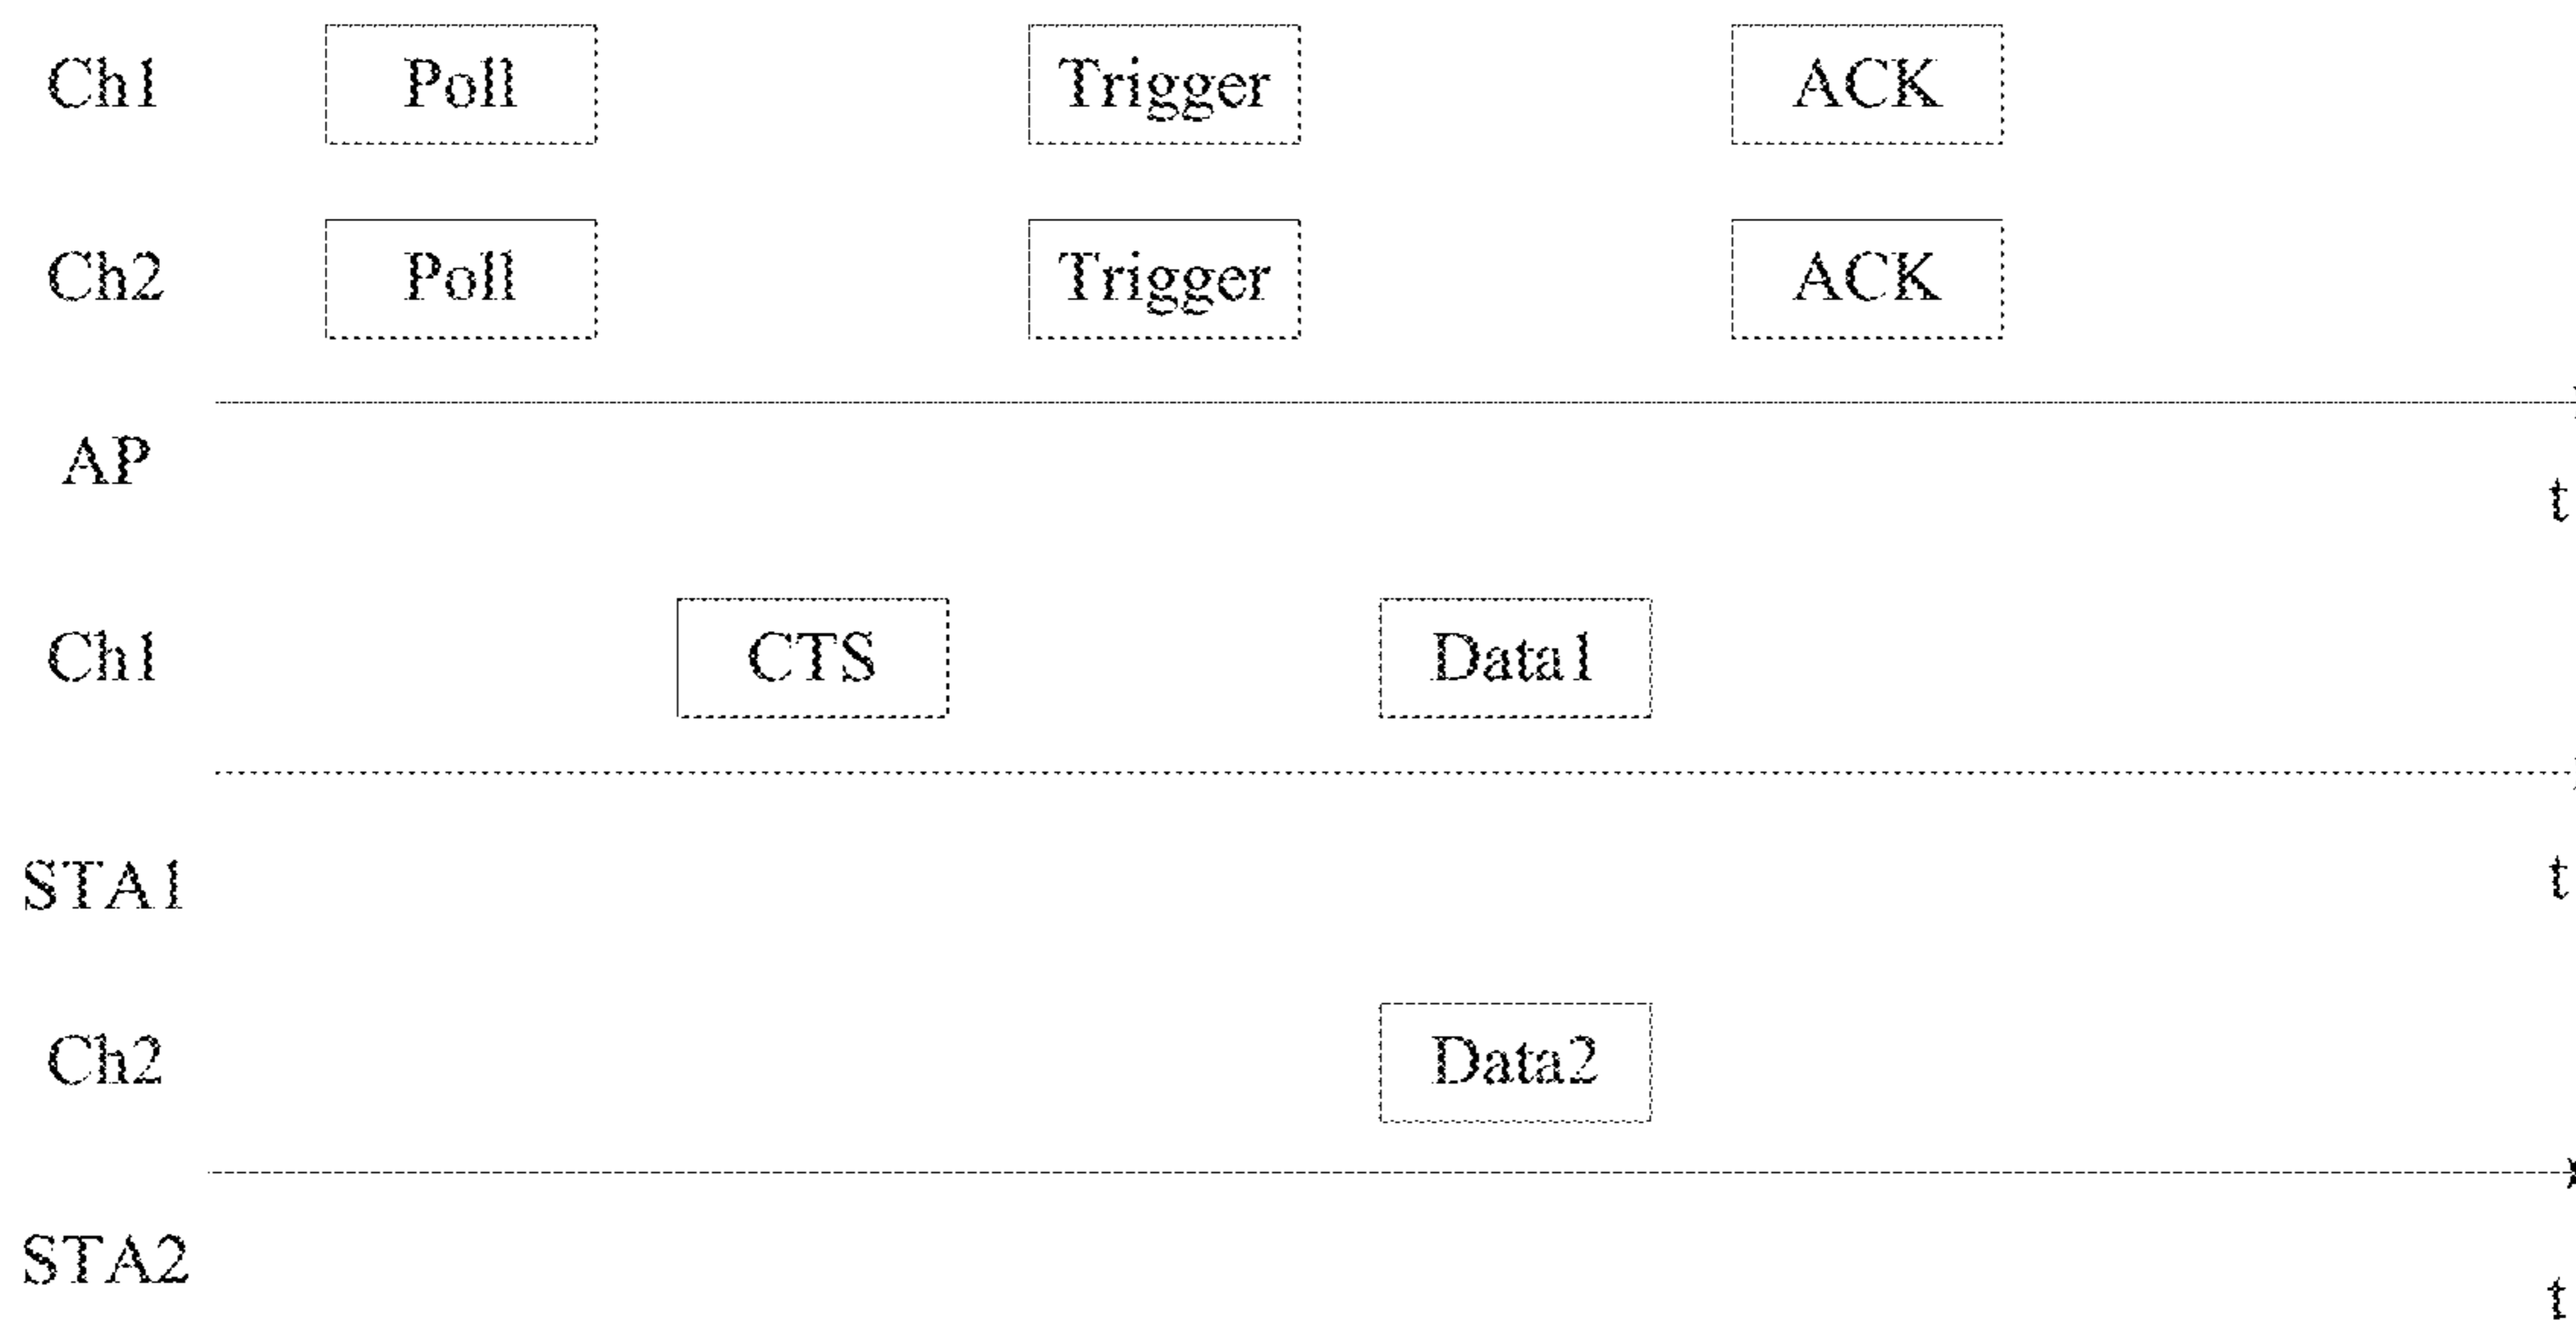 Ch1 Poll Trigger ACK
Ch2 Poll Trigger ACK
AP
t
Ch1 CTS Data1
STA1 t
Ch2 Data2
STA2
t